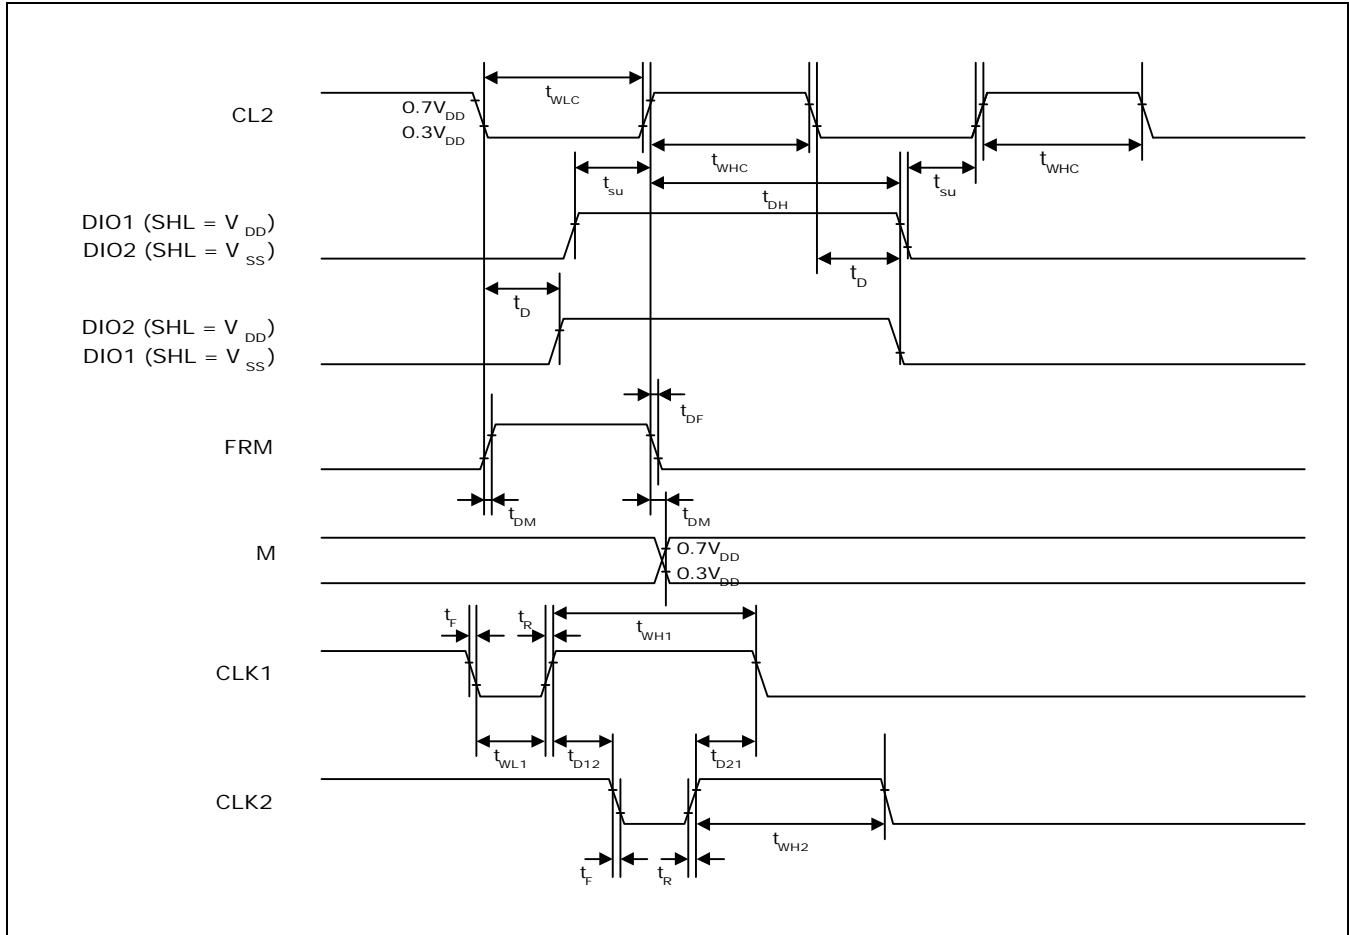 CL2
0.7VDD
0.3VDD
tWLC
tWHC
tWHC
tsu
tsu
tDH
DIO1 (SHL = VDD)
DIO2 (SHL = VSS)
tD
tD
DIO2 (SHL = VDD)
DIO1 (SHL = VSS)
tDF
FRM
tDM
tDM
M
0.7VDD
0.3VDD
tF
tR
tWH1
CLK1
tWL1
tD12
tD21
CLK2
tWH2
tF
tR